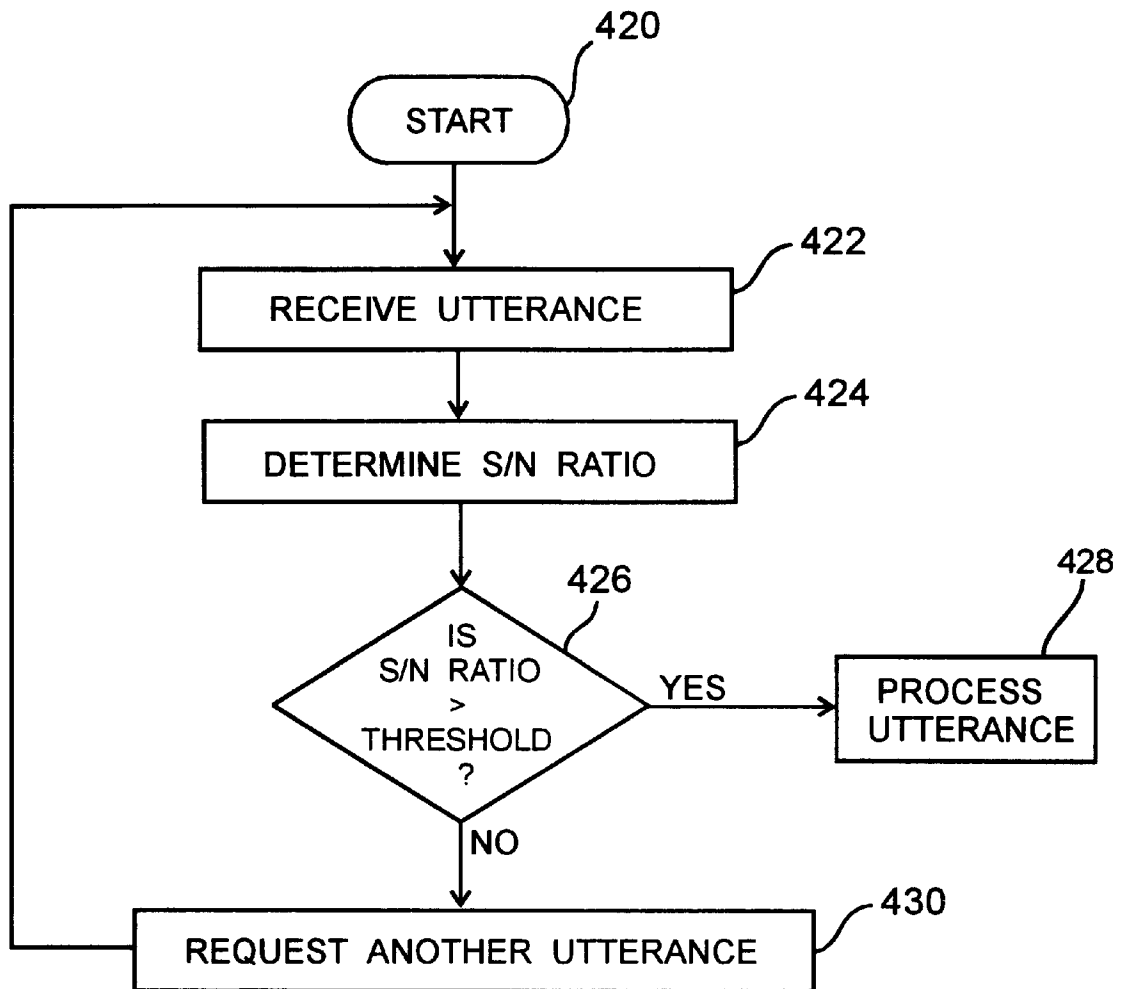 420
START
422
RECEIVE UTTERANCE
424
DETERMINE S/N RATIO
426
IS
S/N RATIO
>
THRESHOLD
?
YES
428
PROCESS
UTTERANCE
NO
430
REQUEST ANOTHER UTTERANCE